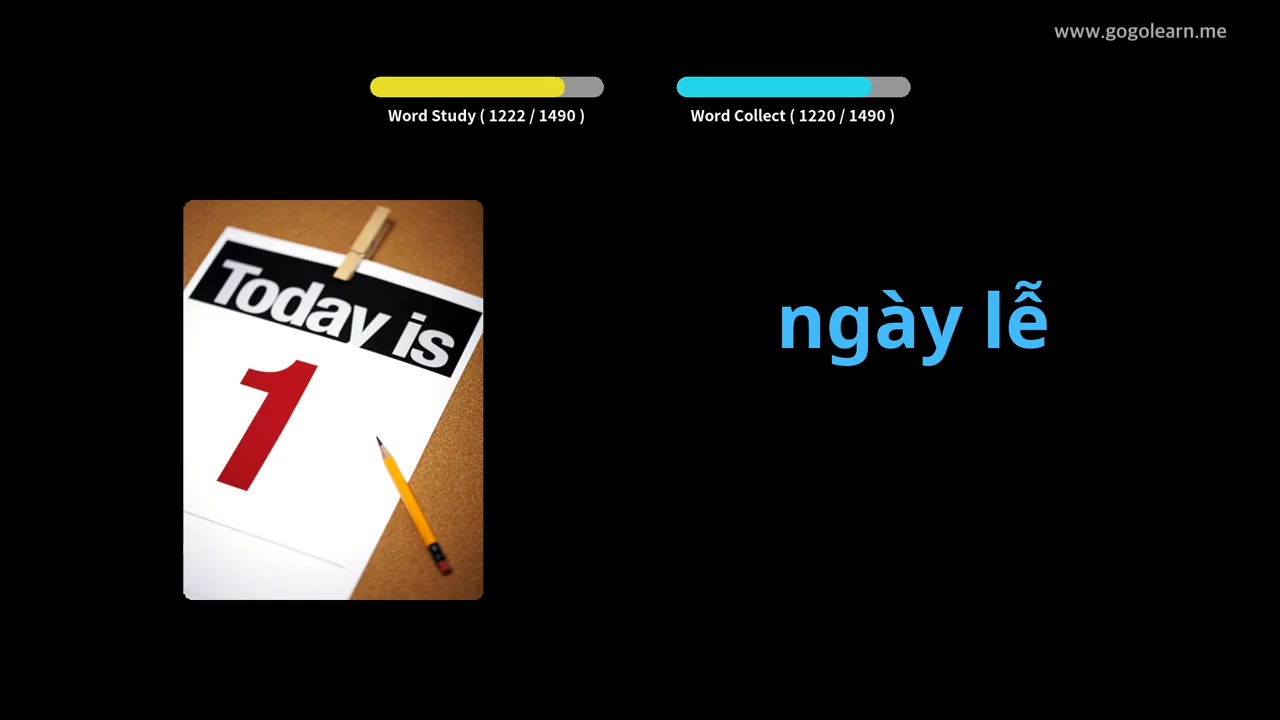 www.gogolearn.me
Word Study ( 1222 / 1490 )
Word Collect ( 1220 / 1490 )
Today is
1
ngày lễ